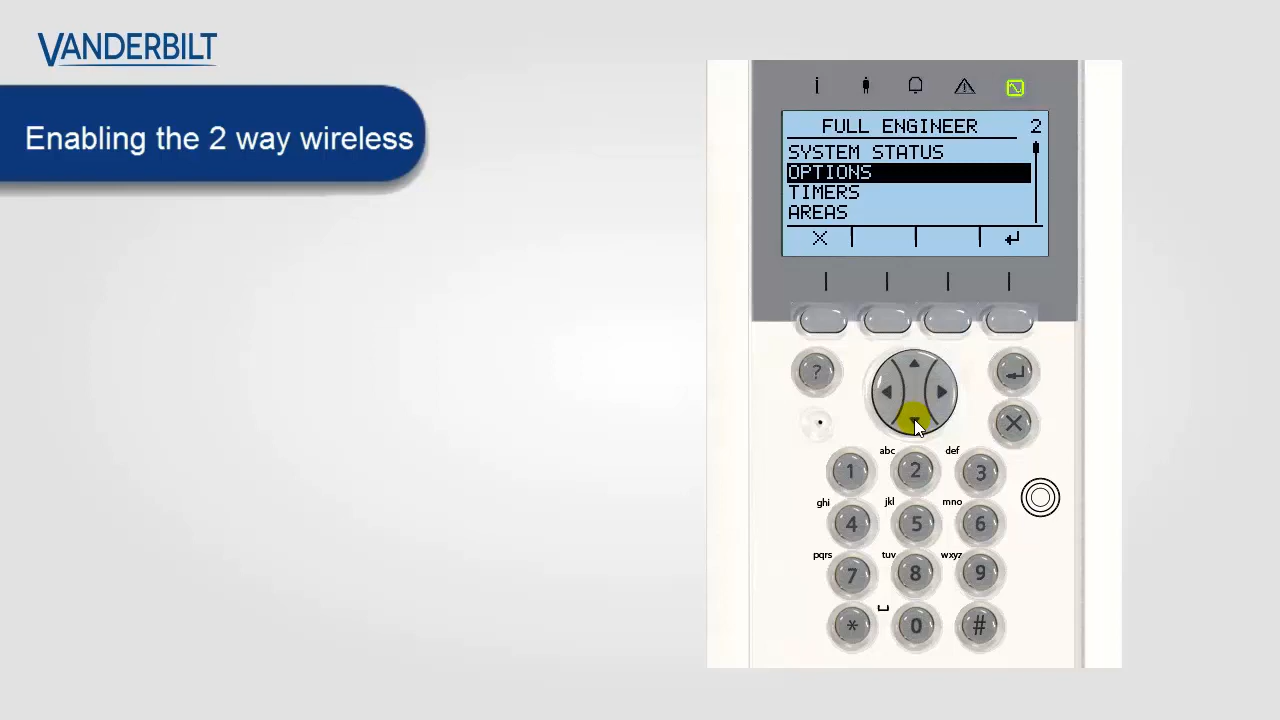 VANDERBILT
Enabling the 2 way wireless
FULL ENGINEER 2
SYSTEM STATUS
OPTIONS
TIMERS
AREAS
?
abc def
1 2 3
ghi jkl mno
4 5 6
pqrs tuv wxyz
7 8 9
* 0 #